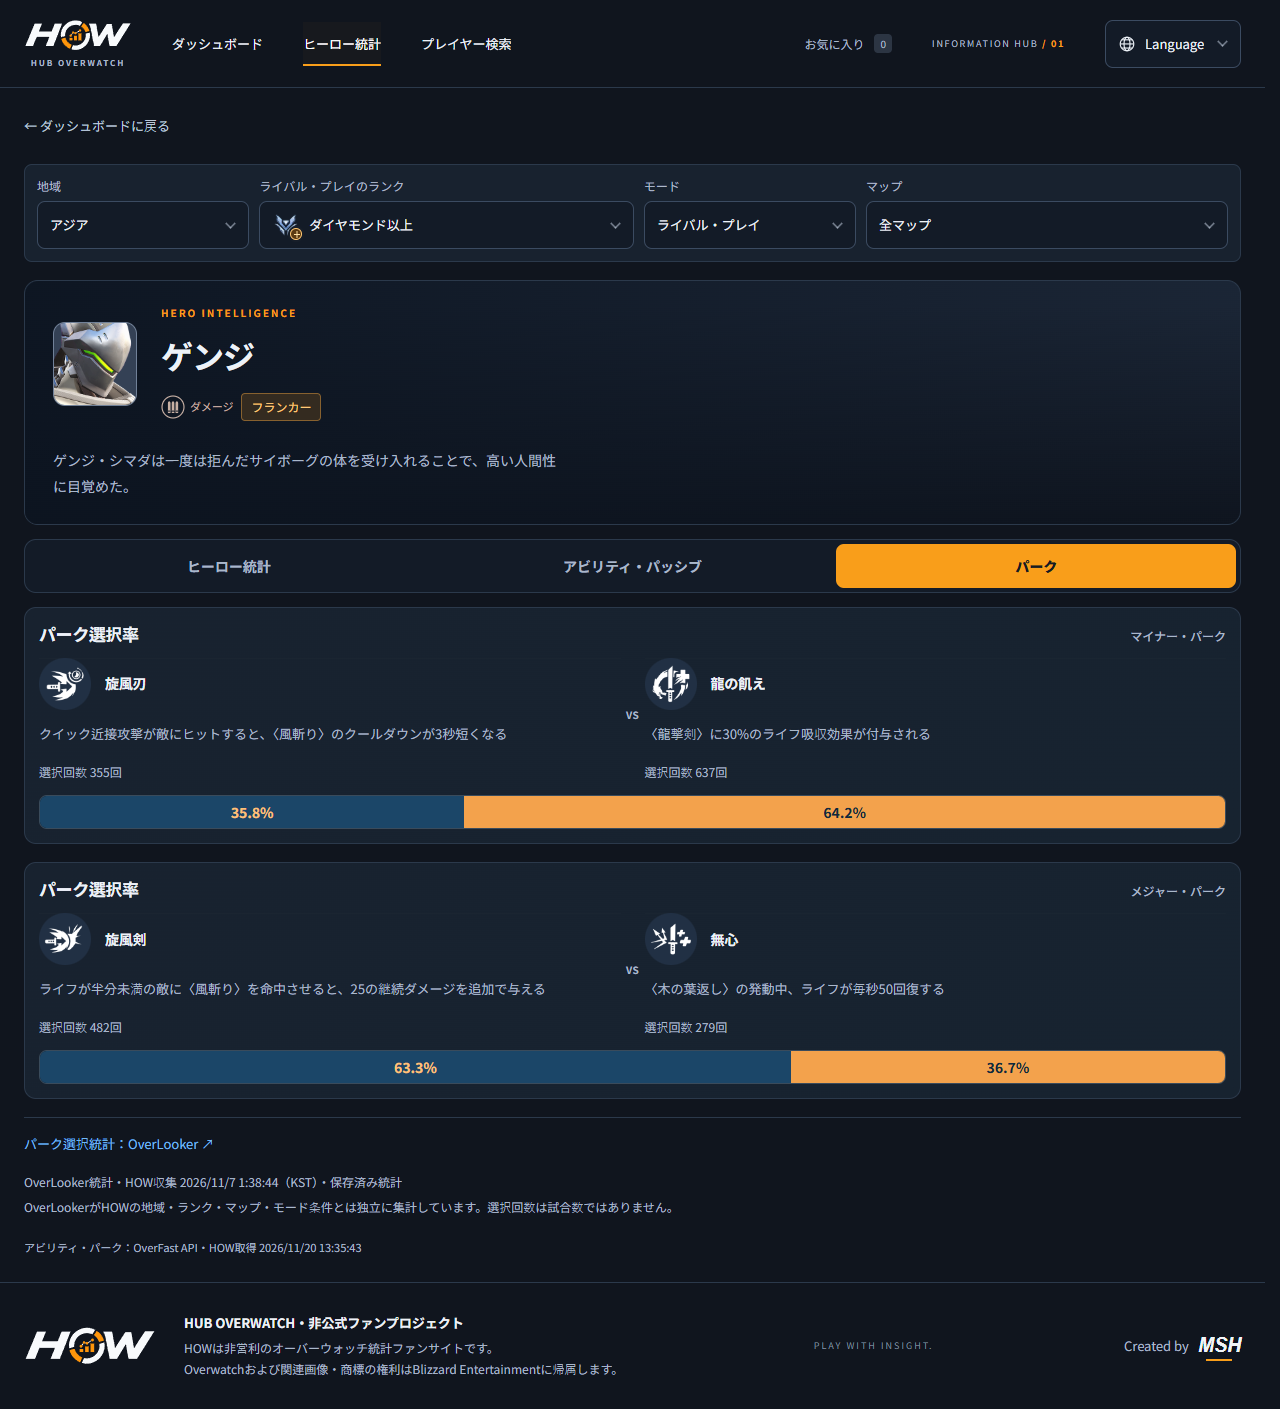 HOW
HUB OVERWATCH
ダッシュボード
ヒーロー統計
プレイヤー検索
お気に入り 0
INFORMATION HUB / 01
Language
← ダッシュボードに戻る
地域
ライバル・プレイのランク
モード
マップ
アジア
ダイヤモンド以上
ライバル・プレイ
全マップ
HERO INTELLIGENCE
ゲンジ
ダメージ
フランカー
ゲンジ・シマダは一度は拒んだサイボーグの体を受け入れることで、高い人間性
に目覚めた。
ヒーロー統計
アビリティ・パッシブ
パーク
パーク選択率
マイナー・パーク
旋風刃
クイック近接攻撃が敵にヒットすると、〈風斬り〉のクールダウンが3秒短くなる
選択回数 355回
VS
龍の飢え
〈龍撃剣〉に30%のライフ吸収効果が付与される
選択回数 637回
35.8%
64.2%
パーク選択率
メジャー・パーク
旋風剣
ライフが半分未満の敵に〈風斬り〉を命中させると、25の継続ダメージを追加で与える
選択回数 482回
VS
無心
〈木の葉返し〉の発動中、ライフが毎秒50回復する
選択回数 279回
63.3%
36.7%
パーク選択統計：OverLooker ↗
OverLooker統計・HOW収集 2026/11/7 1:38:44（KST）・保存済み統計
OverLookerがHOWの地域・ランク・マップ・モード条件とは独立に集計しています。選択回数は試合数ではありません。
アビリティ・パーク：OverFast API・HOW取得 2026/11/20 13:35:43
HOW
HUB OVERWATCH・非公式ファンプロジェクト
HOWは非営利のオーバーウォッチ統計ファンサイトです。
Overwatchおよび関連画像・商標の権利はBlizzard Entertainmentに帰属します。
PLAY WITH INSIGHT.
Created by MSH